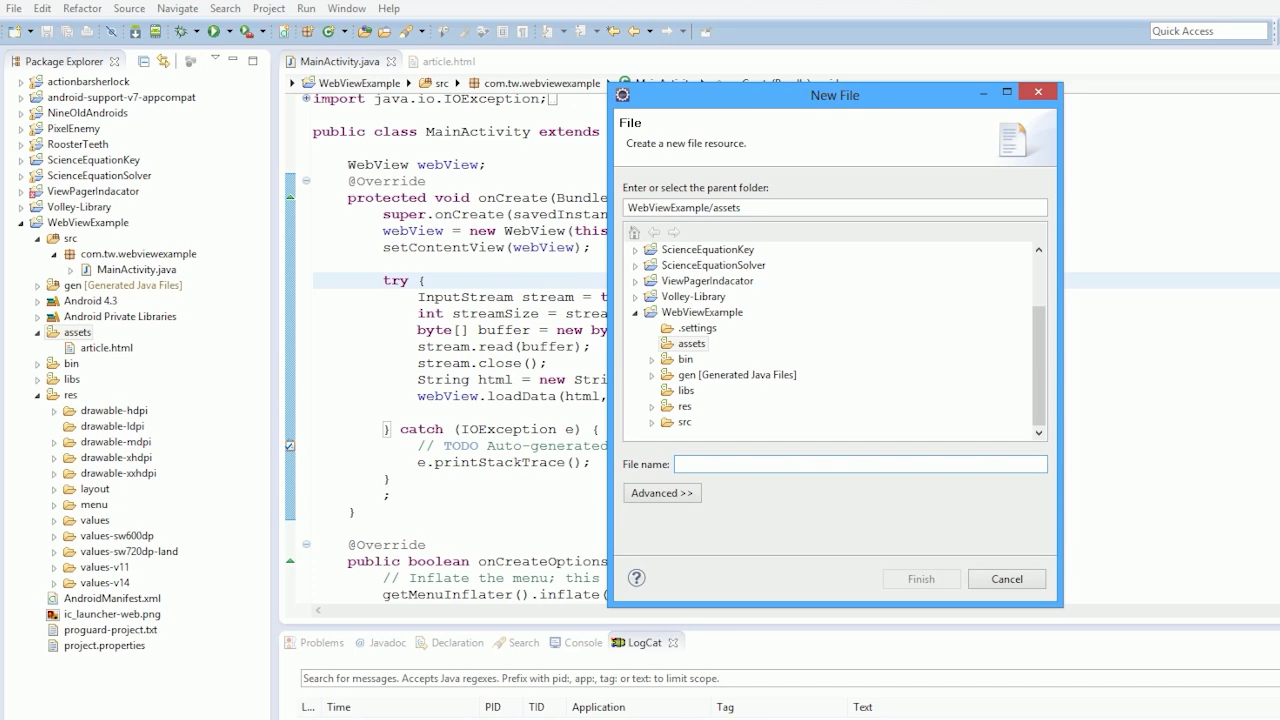 File Edit Refactor Source Navigate Search Project Run Window Help
Quick Access
Package Explorer
actionbarsherlock
android-support-v7-appcompat
NineOldAndroids
PixelEnemy
RoosterTeeth
ScienceEquationKey
ScienceEquationSolver
ViewPagerIndacator
Volley-Library
WebViewExample
src
com.tw.webviewexample
MainActivity.java
gen [Generated Java Files]
Android 4.3
Android Private Libraries
assets
article.html
bin
libs
res
drawable-hdpi
drawable-ldpi
drawable-mdpi
drawable-xhdpi
drawable-xxhdpi
layout
menu
values
values-sw600dp
values-sw720dp-land
values-v11
values-v14
AndroidManifest.xml
ic_launcher-web.png
proguard-project.txt
project.properties
MainActivity.java article.html
WebViewExample src com.tw.webviewexample
import java.io.IOException;
public class MainActivity extends
WebView webView;
@Override
protected void onCreate(Bundle
super.onCreate(savedInstan
webView = new WebView(this
setContentView(webView);
try {
InputStream stream = t
int streamSize = strea
byte[] buffer = new by
stream.read(buffer);
stream.close();
String html = new Stri
webView.loadData(html,
} catch (IOException e) {
// TODO Auto-generated
e.printStackTrace();
}
;
}
@Override
public boolean onCreateOptions
// Inflate the menu; this
getMenuInflater().inflate(
New File
File
Create a new file resource.
Enter or select the parent folder:
WebViewExample/assets
ScienceEquationKey
ScienceEquationSolver
ViewPagerIndacator
Volley-Library
WebViewExample
.settings
assets
bin
gen [Generated Java Files]
libs
res
src
File name:
Advanced >>
Finish Cancel
Problems Javadoc Declaration Search Console LogCat
Search for messages. Accepts Java regexes. Prefix with pid:, app:, tag: or text: to limit scope.
L... Time PID TID Application Tag Text